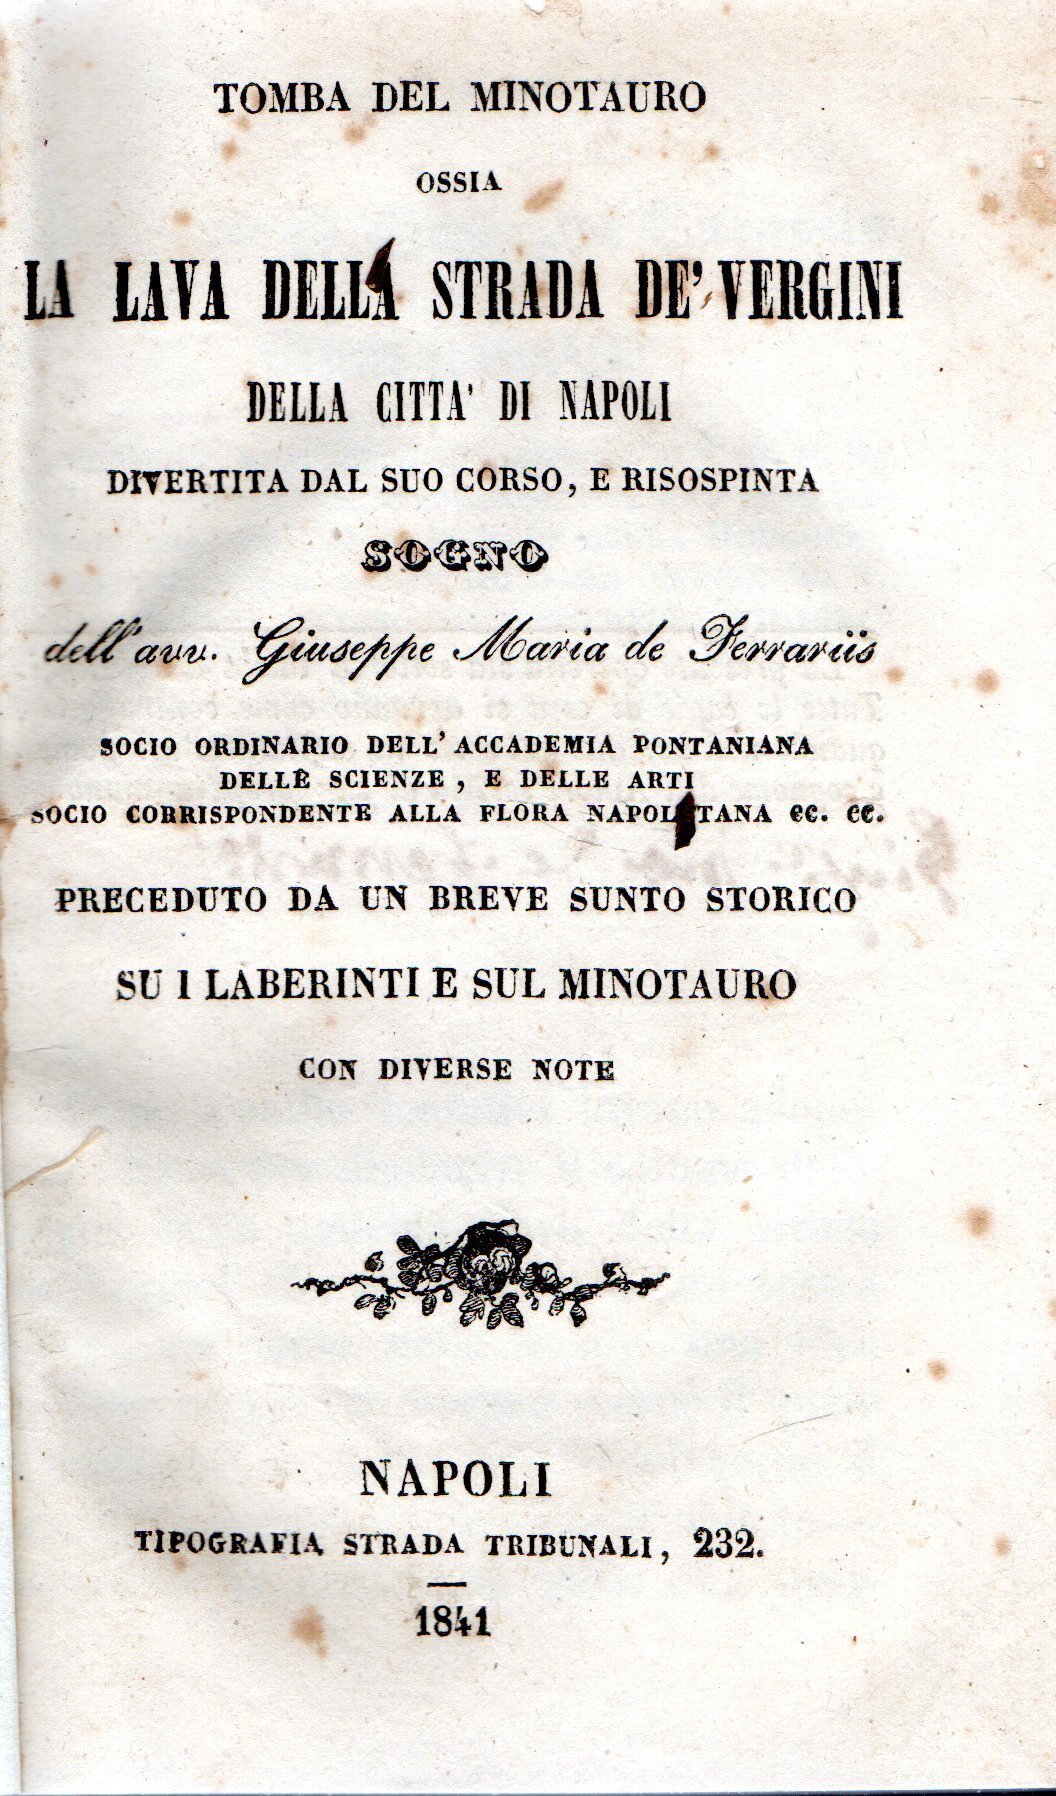 TOMBA DEL MINOTAURO
OSSIA
LA LAVA DELLA STRADA DE' VERGINI
DELLA CITTA' DI NAPOLI
DIVERTITA DAL SUO CORSO, E RISOSPINTA
SOGNO
dell'avv. Giuseppe Maria de Ferrariis
SOCIO ORDINARIO DELL'ACCADEMIA PONTANIANA
DELLE SCIENZE, E DELLE ARTI
SOCIO CORRISPONDENTE ALLA FLORA NAPOLETANA EC. EC.
PRECEDUTO DA UN BREVE SUNTO STORICO
SU I LABERINTI E SUL MINOTAURO
CON DIVERSE NOTE
NAPOLI
TIPOGRAFIA STRADA TRIBUNALI, 232.
1841